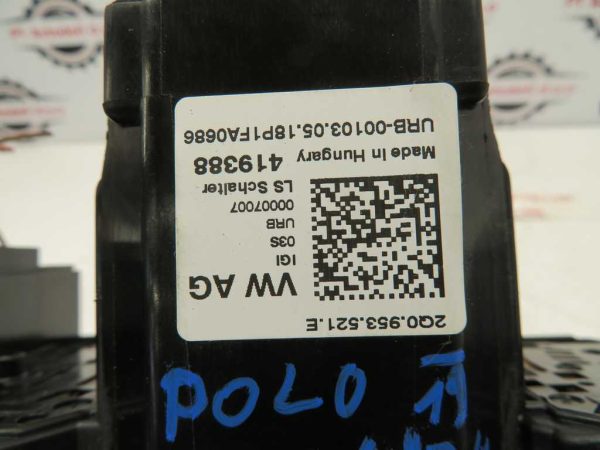 2Q0.953.521.E
VW AG
IGI
03S
URB
00007007
LS Schalter
419388
Made In Hungary
URB-00103.05.18P1FA0686
POLO 19